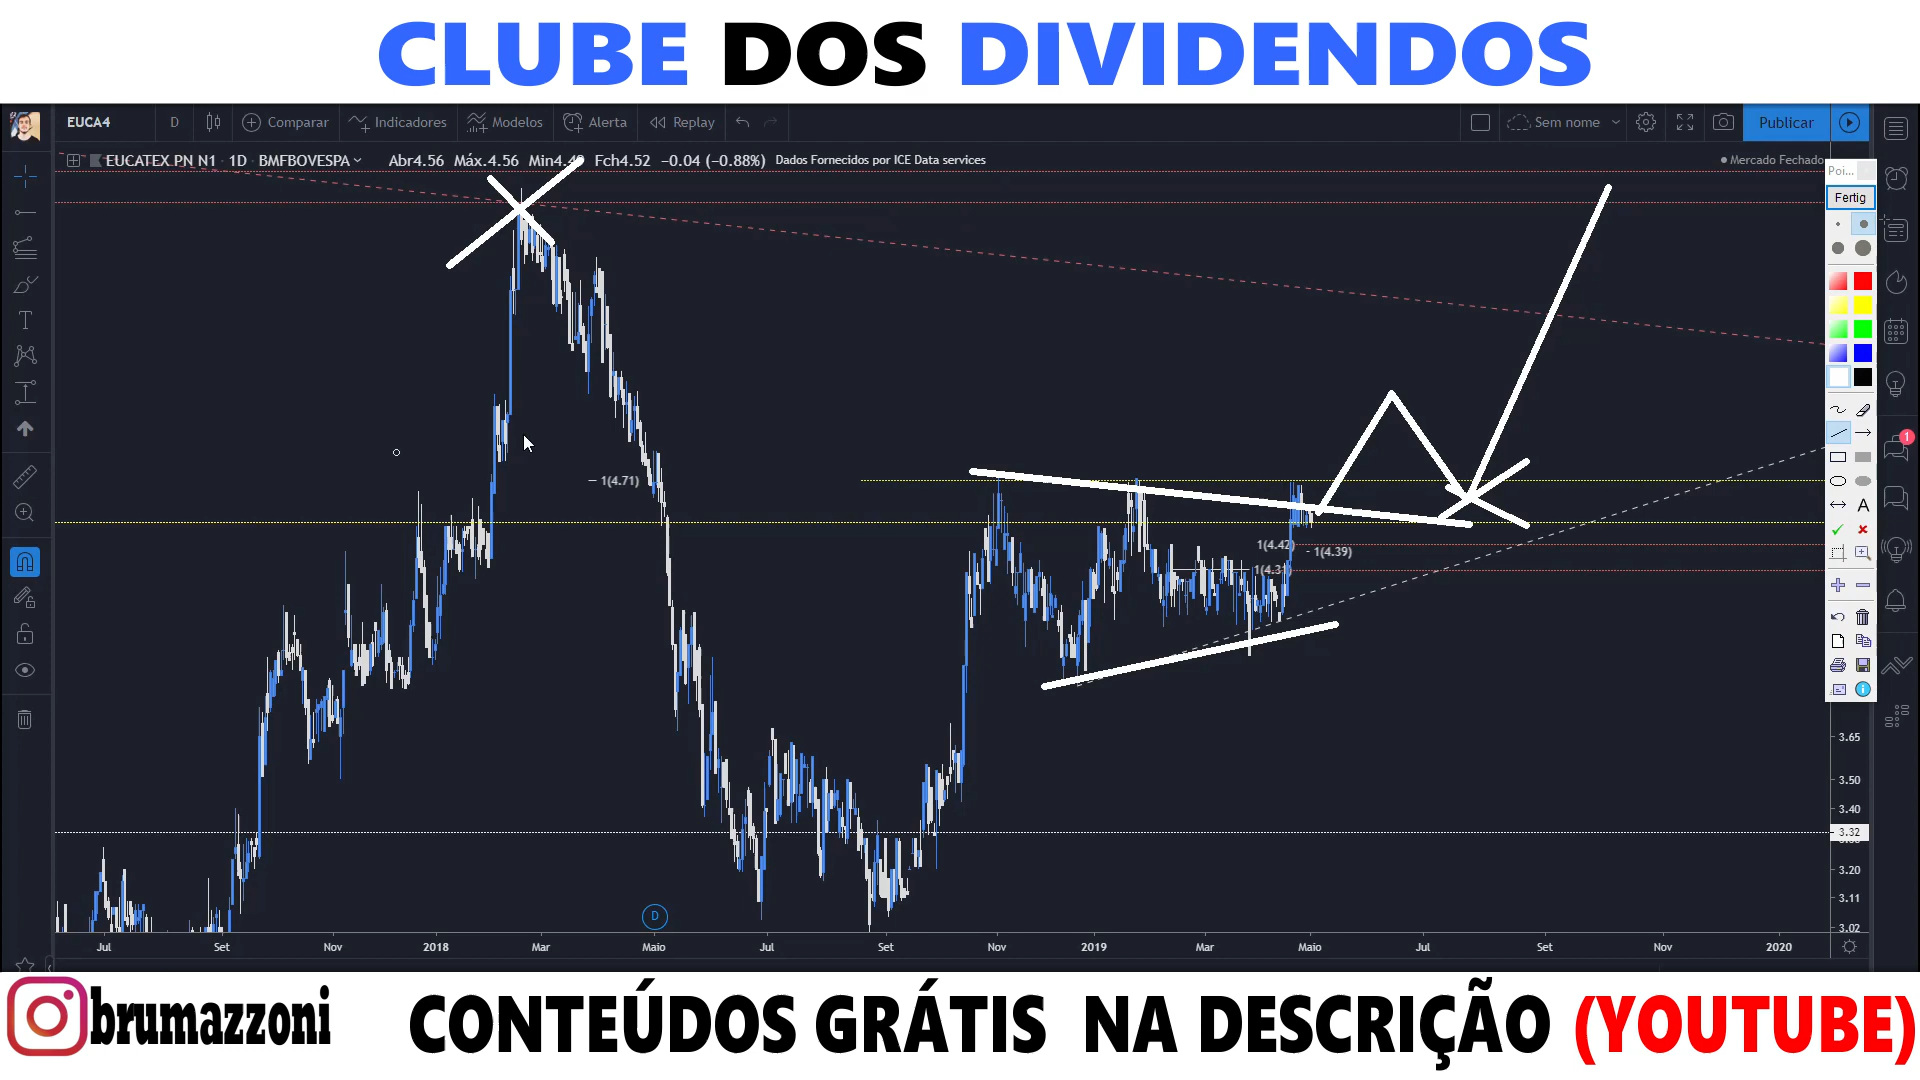 CLUBE DOS DIVIDENDOS
EUCA4 D Comparar Indicadores Modelos Alerta Replay Sem nome Publicar
EUCATEX PN N1 1D BMFBOVESPA Abr4.56 Máx.4.56 Min4.49 Fch4.52 −0.04 (−0.88%) Dados Fornecidos por ICE Data services Mercado Fechado
Poi...
Fertig
T
1
1(4.71)
A
1(4.42)
1(4.39)
3.65
3.50
3.40
3.32
3.20
3.11
D
3.02
Jul Set Nov 2018 Mar Maio Jul Set Nov 2019 Mar Maio Jul Set Nov 2020
brumazzoni CONTEÚDOS GRÁTIS NA DESCRIÇÃO (YOUTUBE)